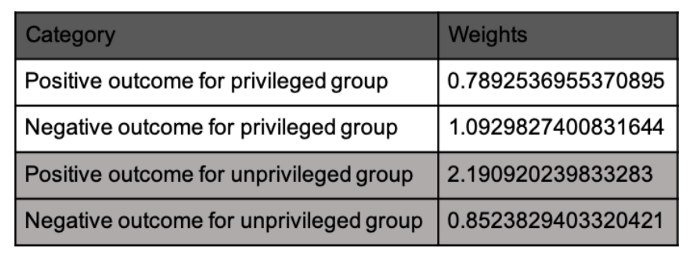 Category Weights
Positive outcome for privileged group 0.7892536955370895
Negative outcome for privileged group 1.0929827400831644
Positive outcome for unprivileged group 2.190920239833283
Negative outcome for unprivileged group 0.8523829403320421